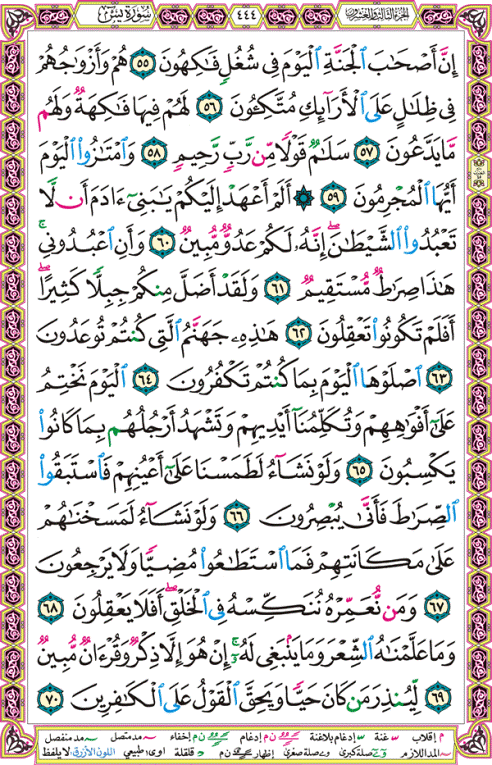 سورة يس
٤٤٤
الجزء الثالث والعشرون
إِنَّ أَصْحَٰبَ ٱلْجَنَّةِ ٱلْيَوْمَ فِى شُغُلٍ فَٰكِهُونَ ٥٥ هُمْ وَأَزْوَٰجُهُمْ
فِى ظِلَٰلٍ عَلَى ٱلْأَرَآئِكِ مُتَّكِـُٔونَ ٥٦ لَهُمْ فِيهَا فَٰكِهَةٌ وَلَهُم
مَّا يَدَّعُونَ ٥٧ سَلَٰمٌ قَوْلًا مِّن رَّبٍّ رَّحِيمٍ ٥٨ وَٱمْتَٰزُوا۟ ٱلْيَوْمَ
أَيُّهَا ٱلْمُجْرِمُونَ ٥٩ ۞ أَلَمْ أَعْهَدْ إِلَيْكُمْ يَٰبَنِىٓ ءَادَمَ أَن لَّا
تَعْبُدُوا۟ ٱلشَّيْطَٰنَ ۖ إِنَّهُۥ لَكُمْ عَدُوٌّ مُّبِينٌ ٦٠ وَأَنِ ٱعْبُدُونِى ۚ
هَٰذَا صِرَٰطٌ مُّسْتَقِيمٌ ٦١ وَلَقَدْ أَضَلَّ مِنكُمْ جِبِلًّا كَثِيرًا ۖ
أَفَلَمْ تَكُونُوا۟ تَعْقِلُونَ ٦٢ هَٰذِهِۦ جَهَنَّمُ ٱلَّتِى كُنتُمْ تُوعَدُونَ
٦٣ ٱصْلَوْهَا ٱلْيَوْمَ بِمَا كُنتُمْ تَكْفُرُونَ ٦٤ ٱلْيَوْمَ نَخْتِمُ
عَلَىٰٓ أَفْوَٰهِهِمْ وَتُكَلِّمُنَآ أَيْدِيهِمْ وَتَشْهَدُ أَرْجُلُهُم بِمَا كَانُوا۟
يَكْسِبُونَ ٦٥ وَلَوْ نَشَآءُ لَطَمَسْنَا عَلَىٰٓ أَعْيُنِهِمْ فَٱسْتَبَقُوا۟
ٱلصِّرَٰطَ فَأَنَّىٰ يُبْصِرُونَ ٦٦ وَلَوْ نَشَآءُ لَمَسَخْنَٰهُمْ
عَلَىٰ مَكَانَتِهِمْ فَمَا ٱسْتَطَٰعُوا۟ مُضِيًّا وَلَا يَرْجِعُونَ
٦٧ وَمَن نُّعَمِّرْهُ نُنَكِّسْهُ فِى ٱلْخَلْقِ ۖ أَفَلَا يَعْقِلُونَ ٦٨
وَمَا عَلَّمْنَٰهُ ٱلشِّعْرَ وَمَا يَنۢبَغِى لَهُۥٓ ۚ إِنْ هُوَ إِلَّا ذِكْرٌ وَقُرْءَانٌ مُّبِينٌ
٦٩ لِّيُنذِرَ مَن كَانَ حَيًّا وَيَحِقَّ ٱلْقَوْلُ عَلَى ٱلْكَٰفِرِينَ ٧٠
م إقلاب غنة إدغام بلاغنة ن م إدغام ن م إخفاء مد متصل مد منفصل
المد اللازم صلة كبرى صلة صغرى إظهار قلقلة اوى: طبيعي اللون الأزرق: لا يلفظ